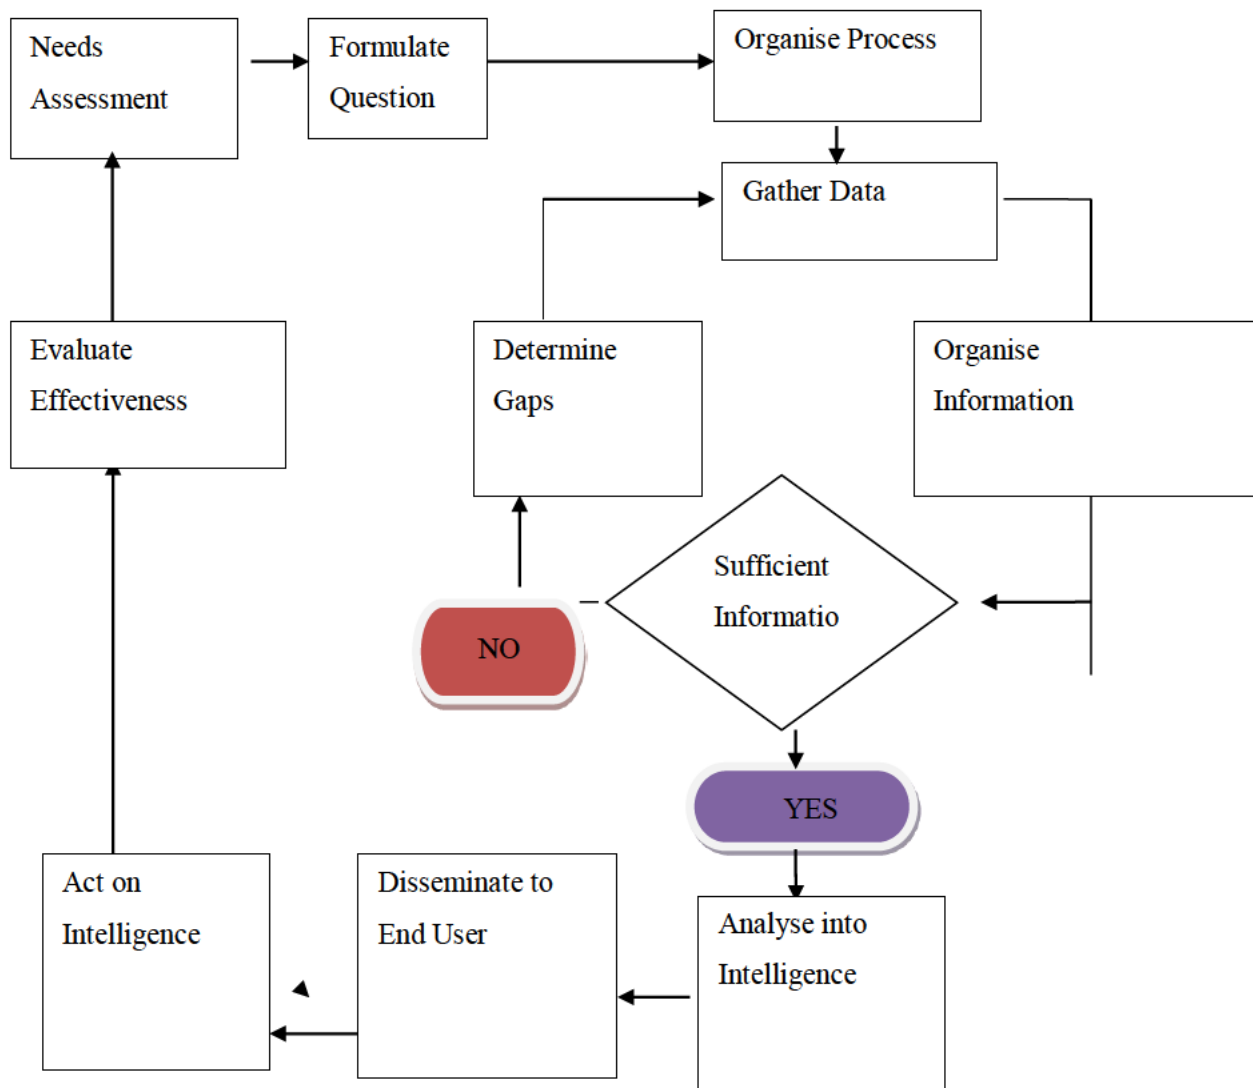 Needs
Assessment
Formulate
Question
Organise Process
Gather Data
Evaluate
Effectiveness
Determine
Gaps
Organise
Information
Sufficient
Informatio
NO
YES
Act on
Intelligence
Disseminate to
End User
Analyse into
Intelligence